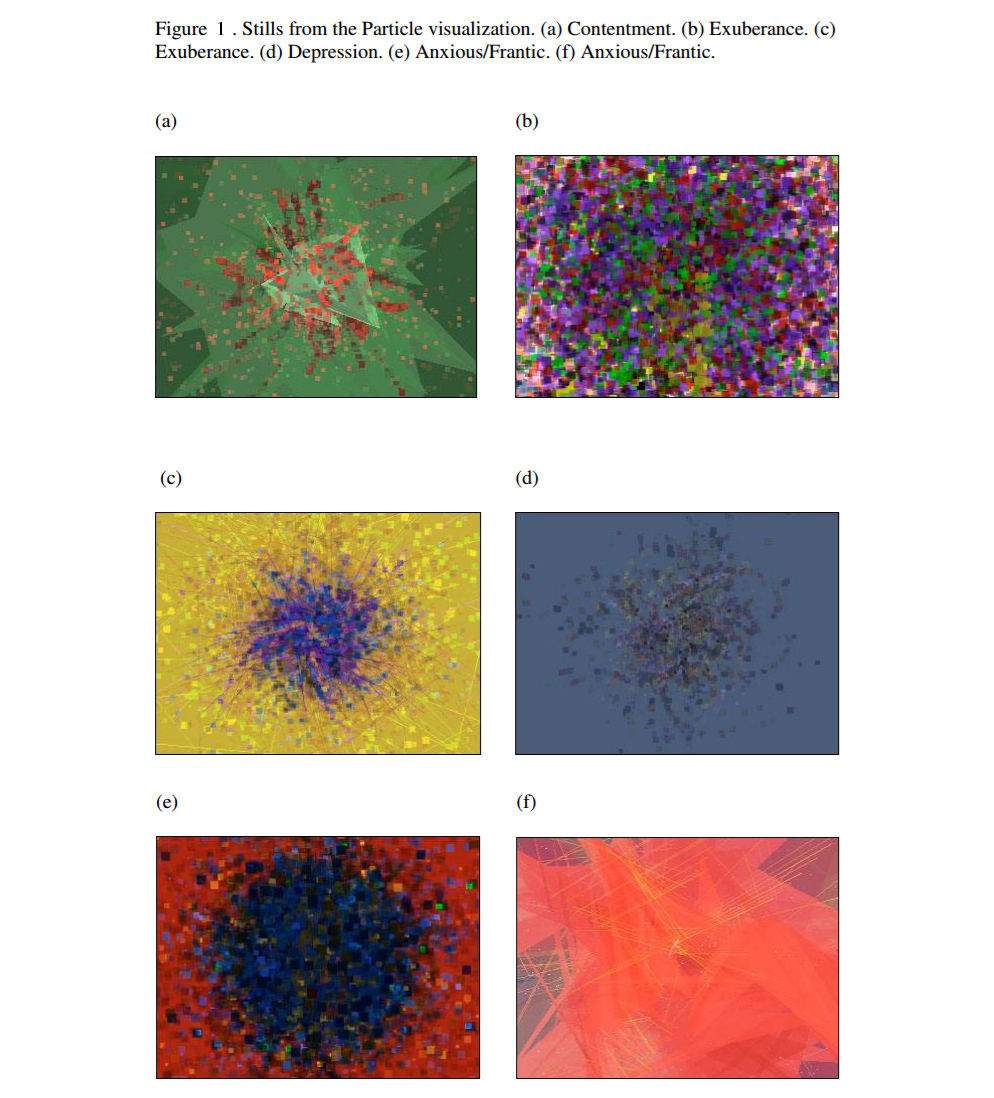 Figure 1 . Stills from the Particle visualization. (a) Contentment. (b) Exuberance. (c)
Exuberance. (d) Depression. (e) Anxious/Frantic. (f) Anxious/Frantic.
(a)
(b)
(c)
(d)
(e)
(f)